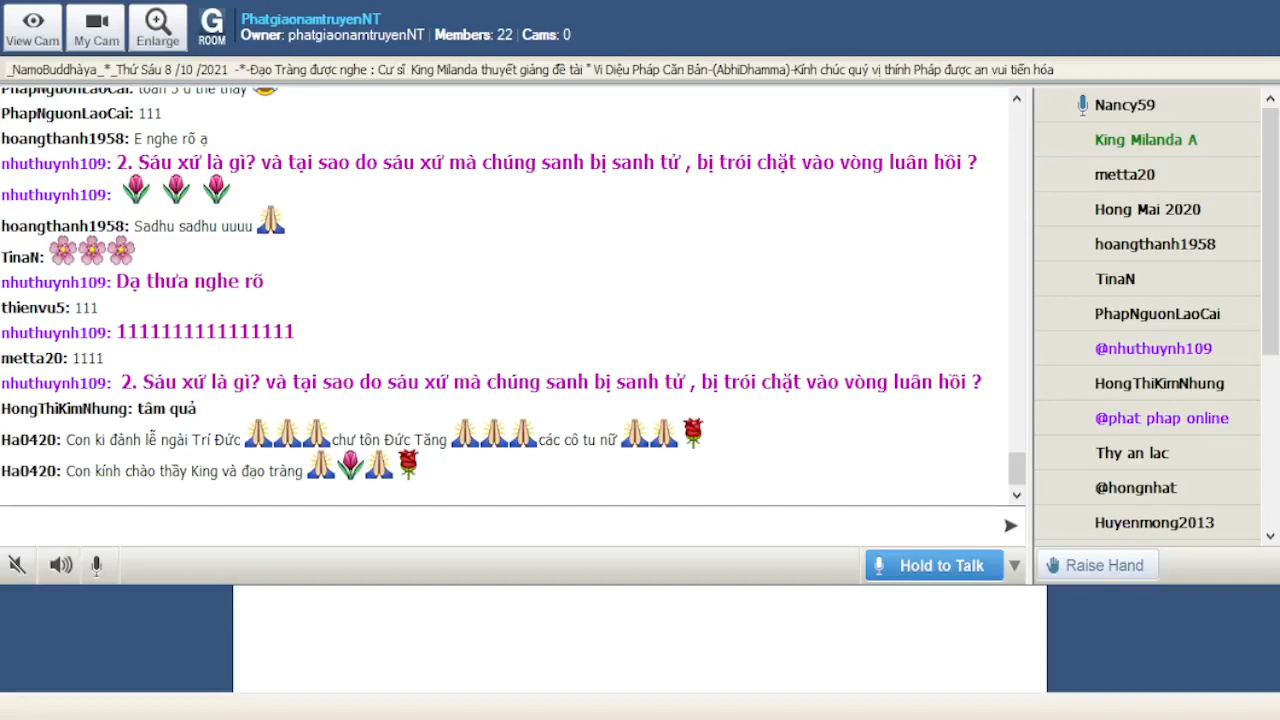 View Cam
My Cam
Enlarge
G
ROOM
PhatgiaonamtruyenNT
Owner: phatgiaonamtruyenNT | Members: 22 | Cams: 0
_NamoBuddhàya_*_Thứ Sáu 8 /10 /2021 -*-Đạo Tràng được nghe : Cư sĩ King Milanda thuyết giảng đề tài " Vi Diệu Pháp Căn Bản-(AbhiDhamma)-Kính chúc quý vị thính Pháp được an vui tiến hóa
PhapNguonLaoCai:
PhapNguonLaoCai: 111
hoangthanh1958: E nghe rõ ạ
nhuthuynh109: 2. Sáu xứ là gì? và tại sao do sáu xứ mà chúng sanh bị sanh tử , bị trói chặt vào vòng luân hồi ?
nhuthuynh109:
hoangthanh1958: Sadhu sadhu uuuu
TinaN:
nhuthuynh109: Dạ thưa nghe rõ
thienvu5: 111
nhuthuynh109: 1111111111111111
metta20: 1111
nhuthuynh109: 2. Sáu xứ là gì? và tại sao do sáu xứ mà chúng sanh bị sanh tử , bị trói chặt vào vòng luân hồi ?
HongThiKimNhung: tâm quả
Ha0420: Con ki đảnh lễ ngài Trí Đức chư tôn Đức Tăng các cô tu nữ
Ha0420: Con kính chào thầy King và đạo tràng
Hold to Talk
Nancy59
King Milanda A
metta20
Hong Mai 2020
hoangthanh1958
TinaN
PhapNguonLaoCai
@nhuthuynh109
HongThiKimNhung
@phat phap online
Thy an lac
@hongnhat
Huyenmong2013
Raise Hand